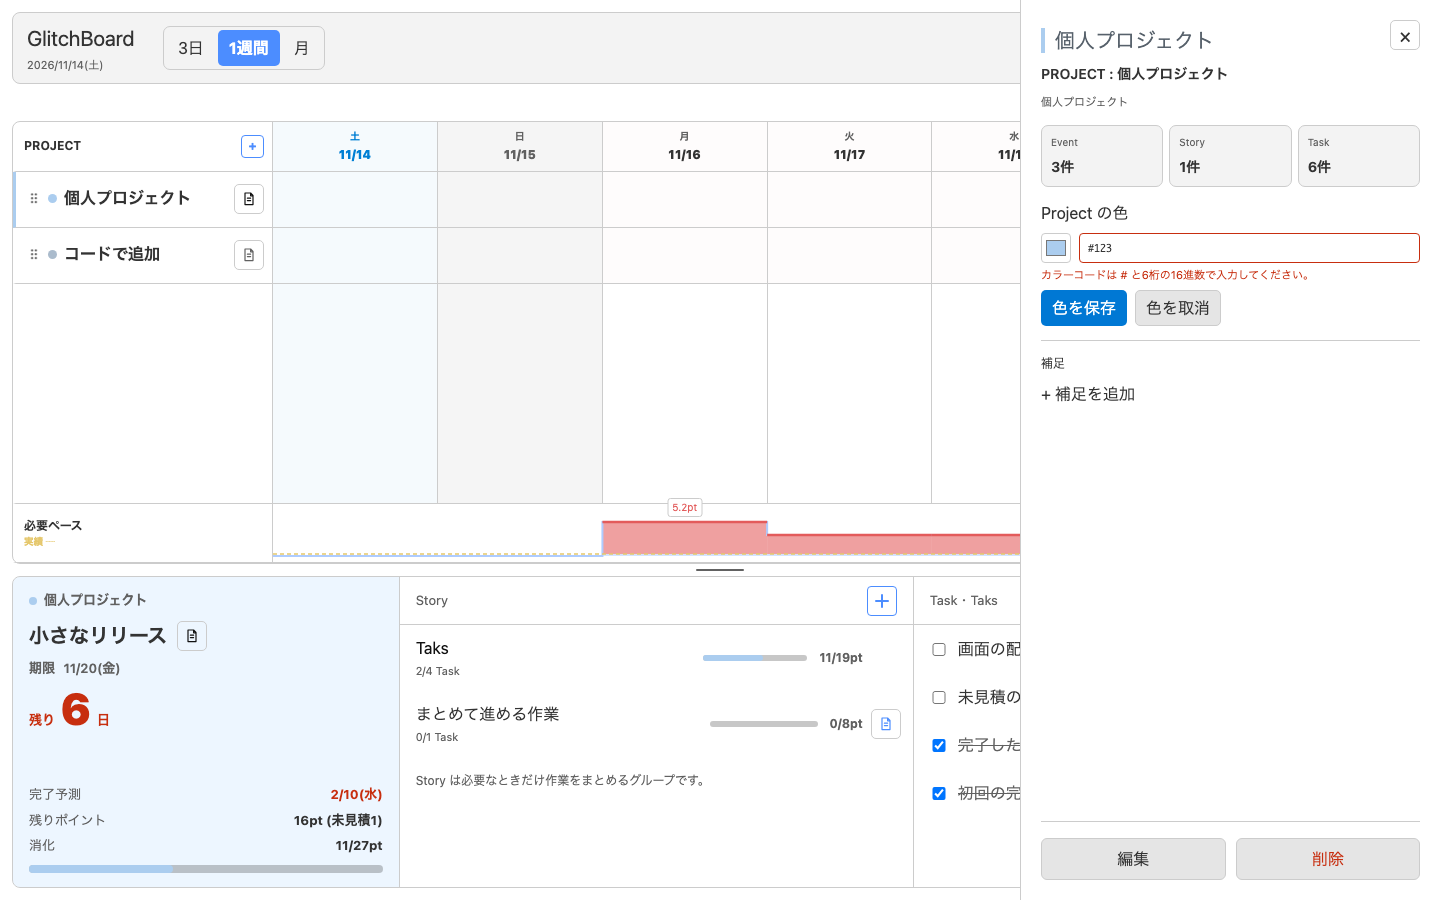 GlitchBoard
2026/11/14(土)
3日
1週間
月
PROJECT
+
土
11/14
日
11/15
月
11/16
火
11/17
水
個人プロジェクト
コードで追加
必要ペース
実績
5.2pt
個人プロジェクト
小さなリリース
期限 11/20(金)
残り 6 日
完了予測 2/10(水)
残りポイント 16pt (未見積1)
消化 11/27pt
Story
+
Taks
11/19pt
2/4 Task
まとめて進める作業
0/8pt
0/1 Task
Story は必要なときだけ作業をまとめるグループです。
Task・Taks
画面の配
未見積の
完了した
初回の完
個人プロジェクト
×
PROJECT : 個人プロジェクト
個人プロジェクト
Event
3件
Story
1件
Task
6件
Project の色
#123
カラーコードは # と6桁の16進数で入力してください。
色を保存
色を取消
補足
+ 補足を追加
編集
削除